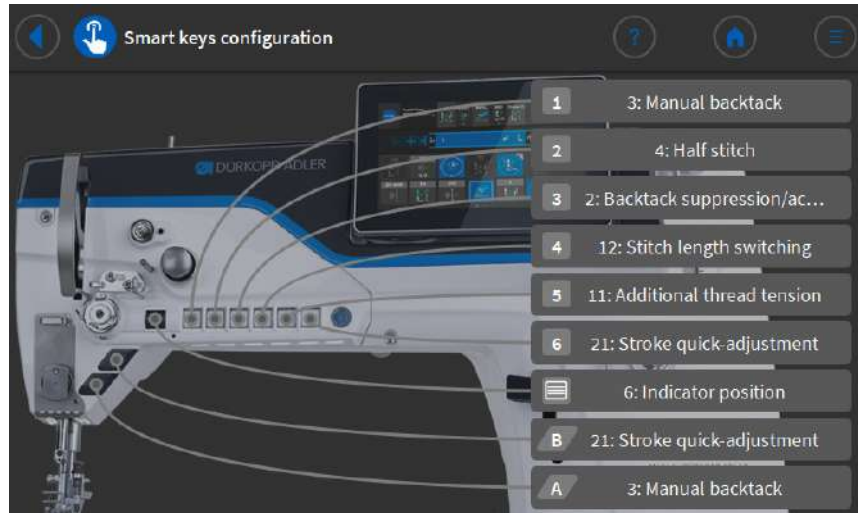 Smart keys configuration
?
DÜRKOPP ADLER
1 3: Manual backtack
2 4: Half stitch
3 2: Backtack suppression/ac...
4 12: Stitch length switching
5 11: Additional thread tension
6 21: Stroke quick-adjustment
6: Indicator position
B 21: Stroke quick-adjustment
A 3: Manual backtack